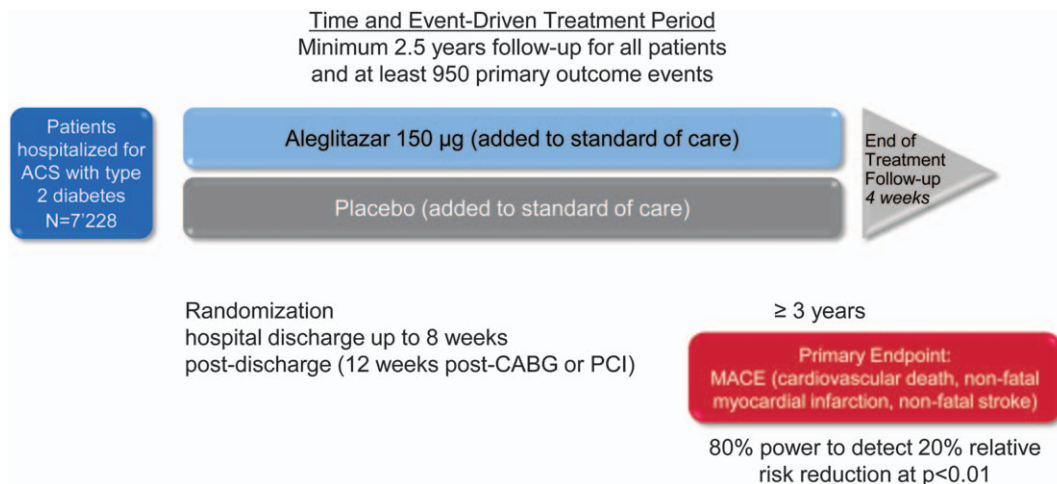 Time and Event-Driven Treatment Period
Minimum 2.5 years follow-up for all patients
and at least 950 primary outcome events
Patients
hospitalized for
ACS with type
2 diabetes
N=7’228
Aleglitazar 150 µg (added to standard of care)
Placebo (added to standard of care)
End of
Treatment
Follow-up
4 weeks
Randomization
hospital discharge up to 8 weeks
post-discharge (12 weeks post-CABG or PCI)
≥ 3 years
Primary Endpoint:
MACE (cardiovascular death, non-fatal
myocardial infarction, non-fatal stroke)
80% power to detect 20% relative
risk reduction at p<0.01